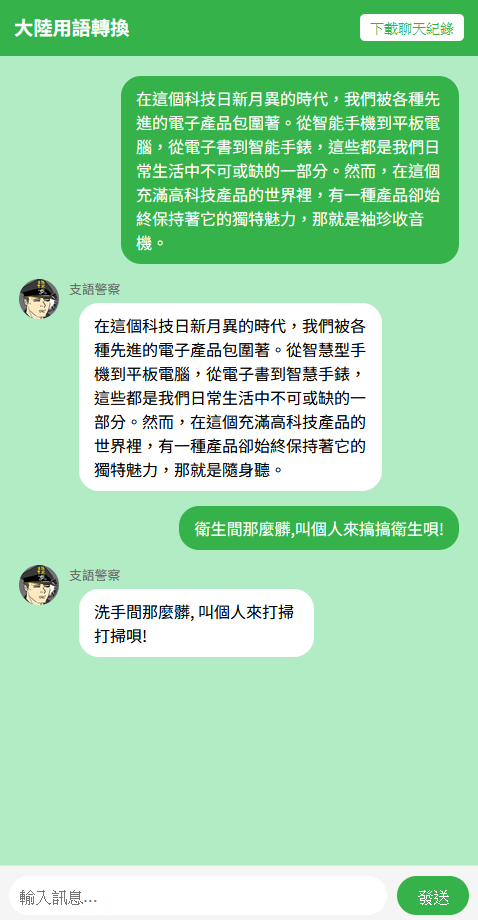 大陸用語轉換
下載聊天紀錄
在這個科技日新月異的時代，我們被各種先
進的電子產品包圍著。從智能手機到平板電
腦，從電子書到智能手錶，這些都是我們日
常生活中不可或缺的一部分。然而，在這個
充滿高科技產品的世界裡，有一種產品卻始
終保持著它的獨特魅力，那就是袖珍收音
機。
支語警察
在這個科技日新月異的時代，我們被各
種先進的電子產品包圍著。從智慧型手
機到平板電腦，從電子書到智慧手錶，
這些都是我們日常生活中不可或缺的一
部分。然而，在這個充滿高科技產品的
世界裡，有一種產品卻始終保持著它的
獨特魅力，那就是隨身聽。
衛生間那麼髒,叫個人來搞搞衛生唄!
支語警察
洗手間那麼髒, 叫個人來打掃
打掃唄!
輸入訊息...
發送